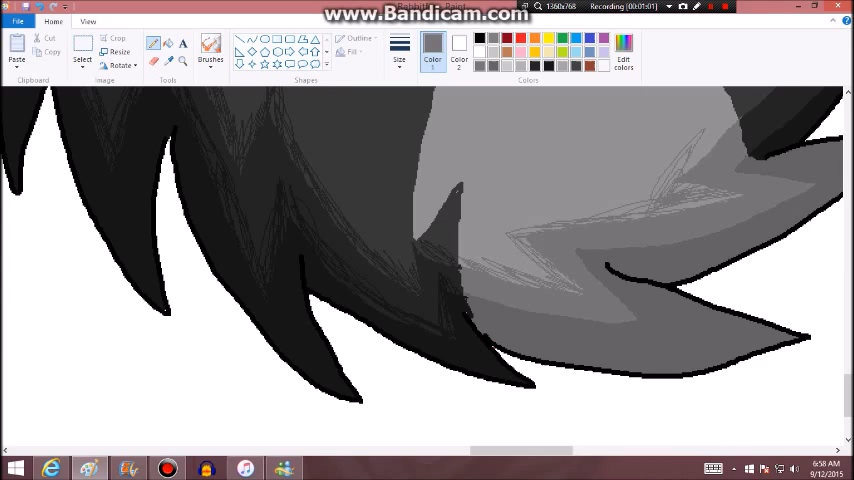 www.Bandicam.com
1360x768
Recording [00:01:01]
File
Home
View
Paste
Cut
Copy
Clipboard
Select
Crop
Resize
Rotate
Image
A
Tools
Brushes
Outline
Fill
Shapes
Size
Color
1
Color
2
Edit
colors
Colors
6:58 AM
9/12/2015